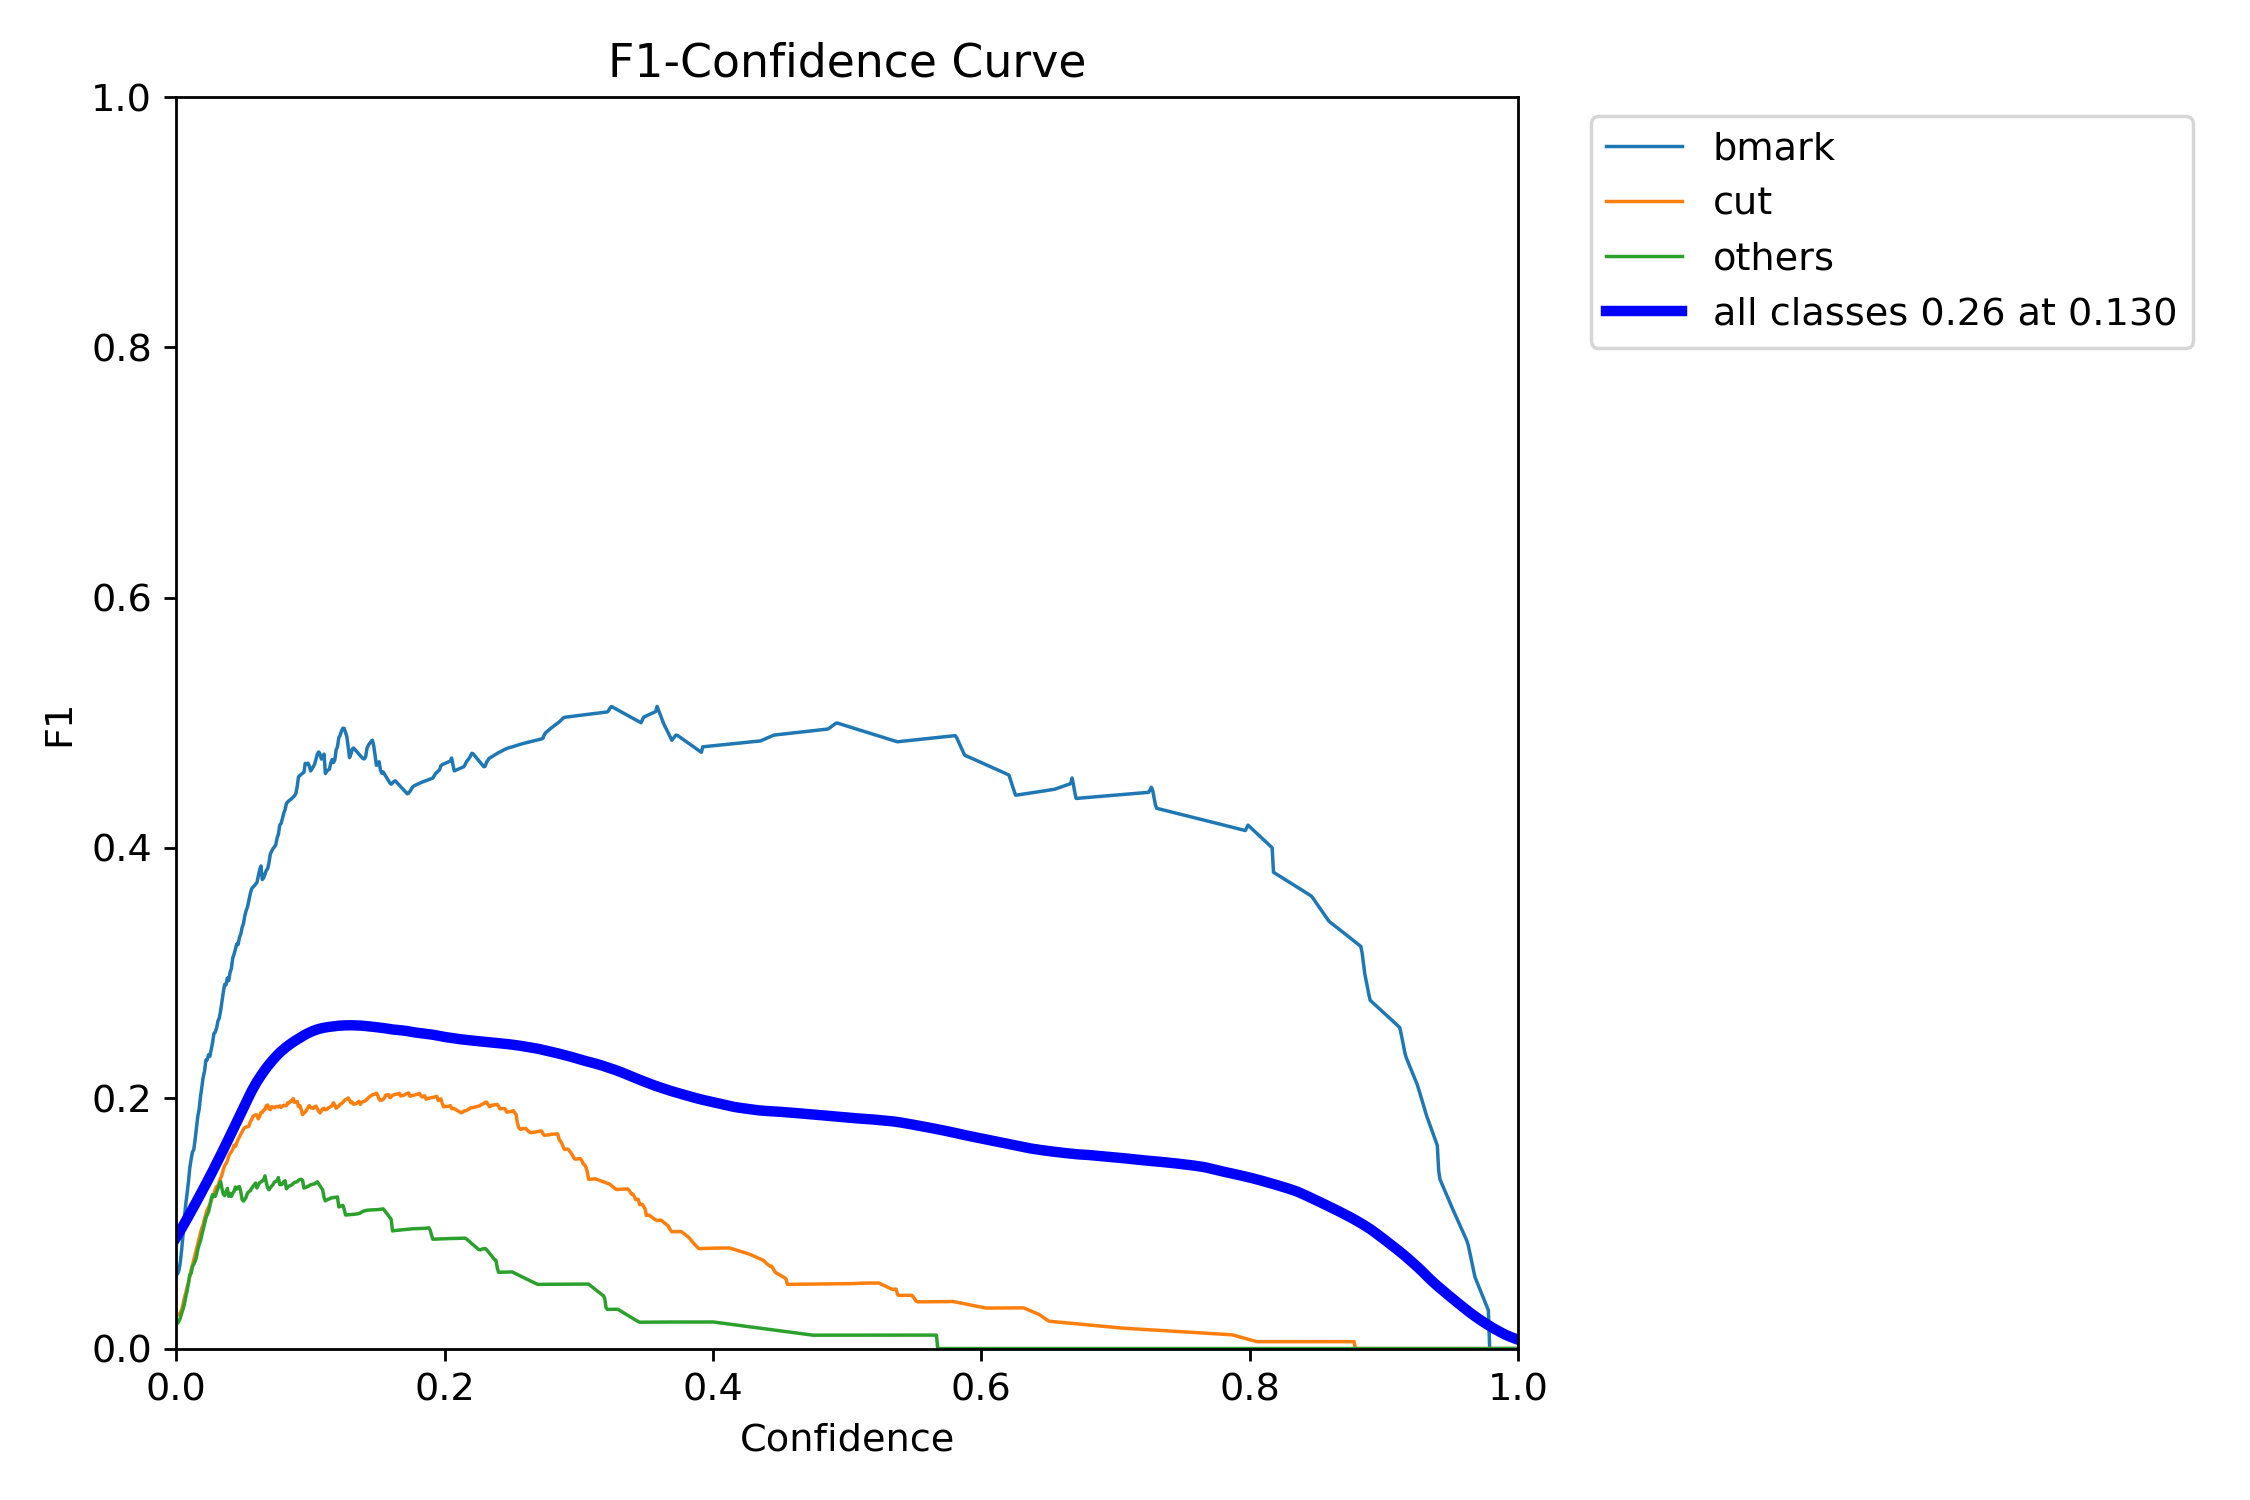 F1-Confidence Curve
1.0
0.8
0.6
0.4
0.2
0.0
F1
0.0 0.2 0.4 0.6 0.8 1.0
Confidence
bmark
cut
others
all classes 0.26 at 0.130